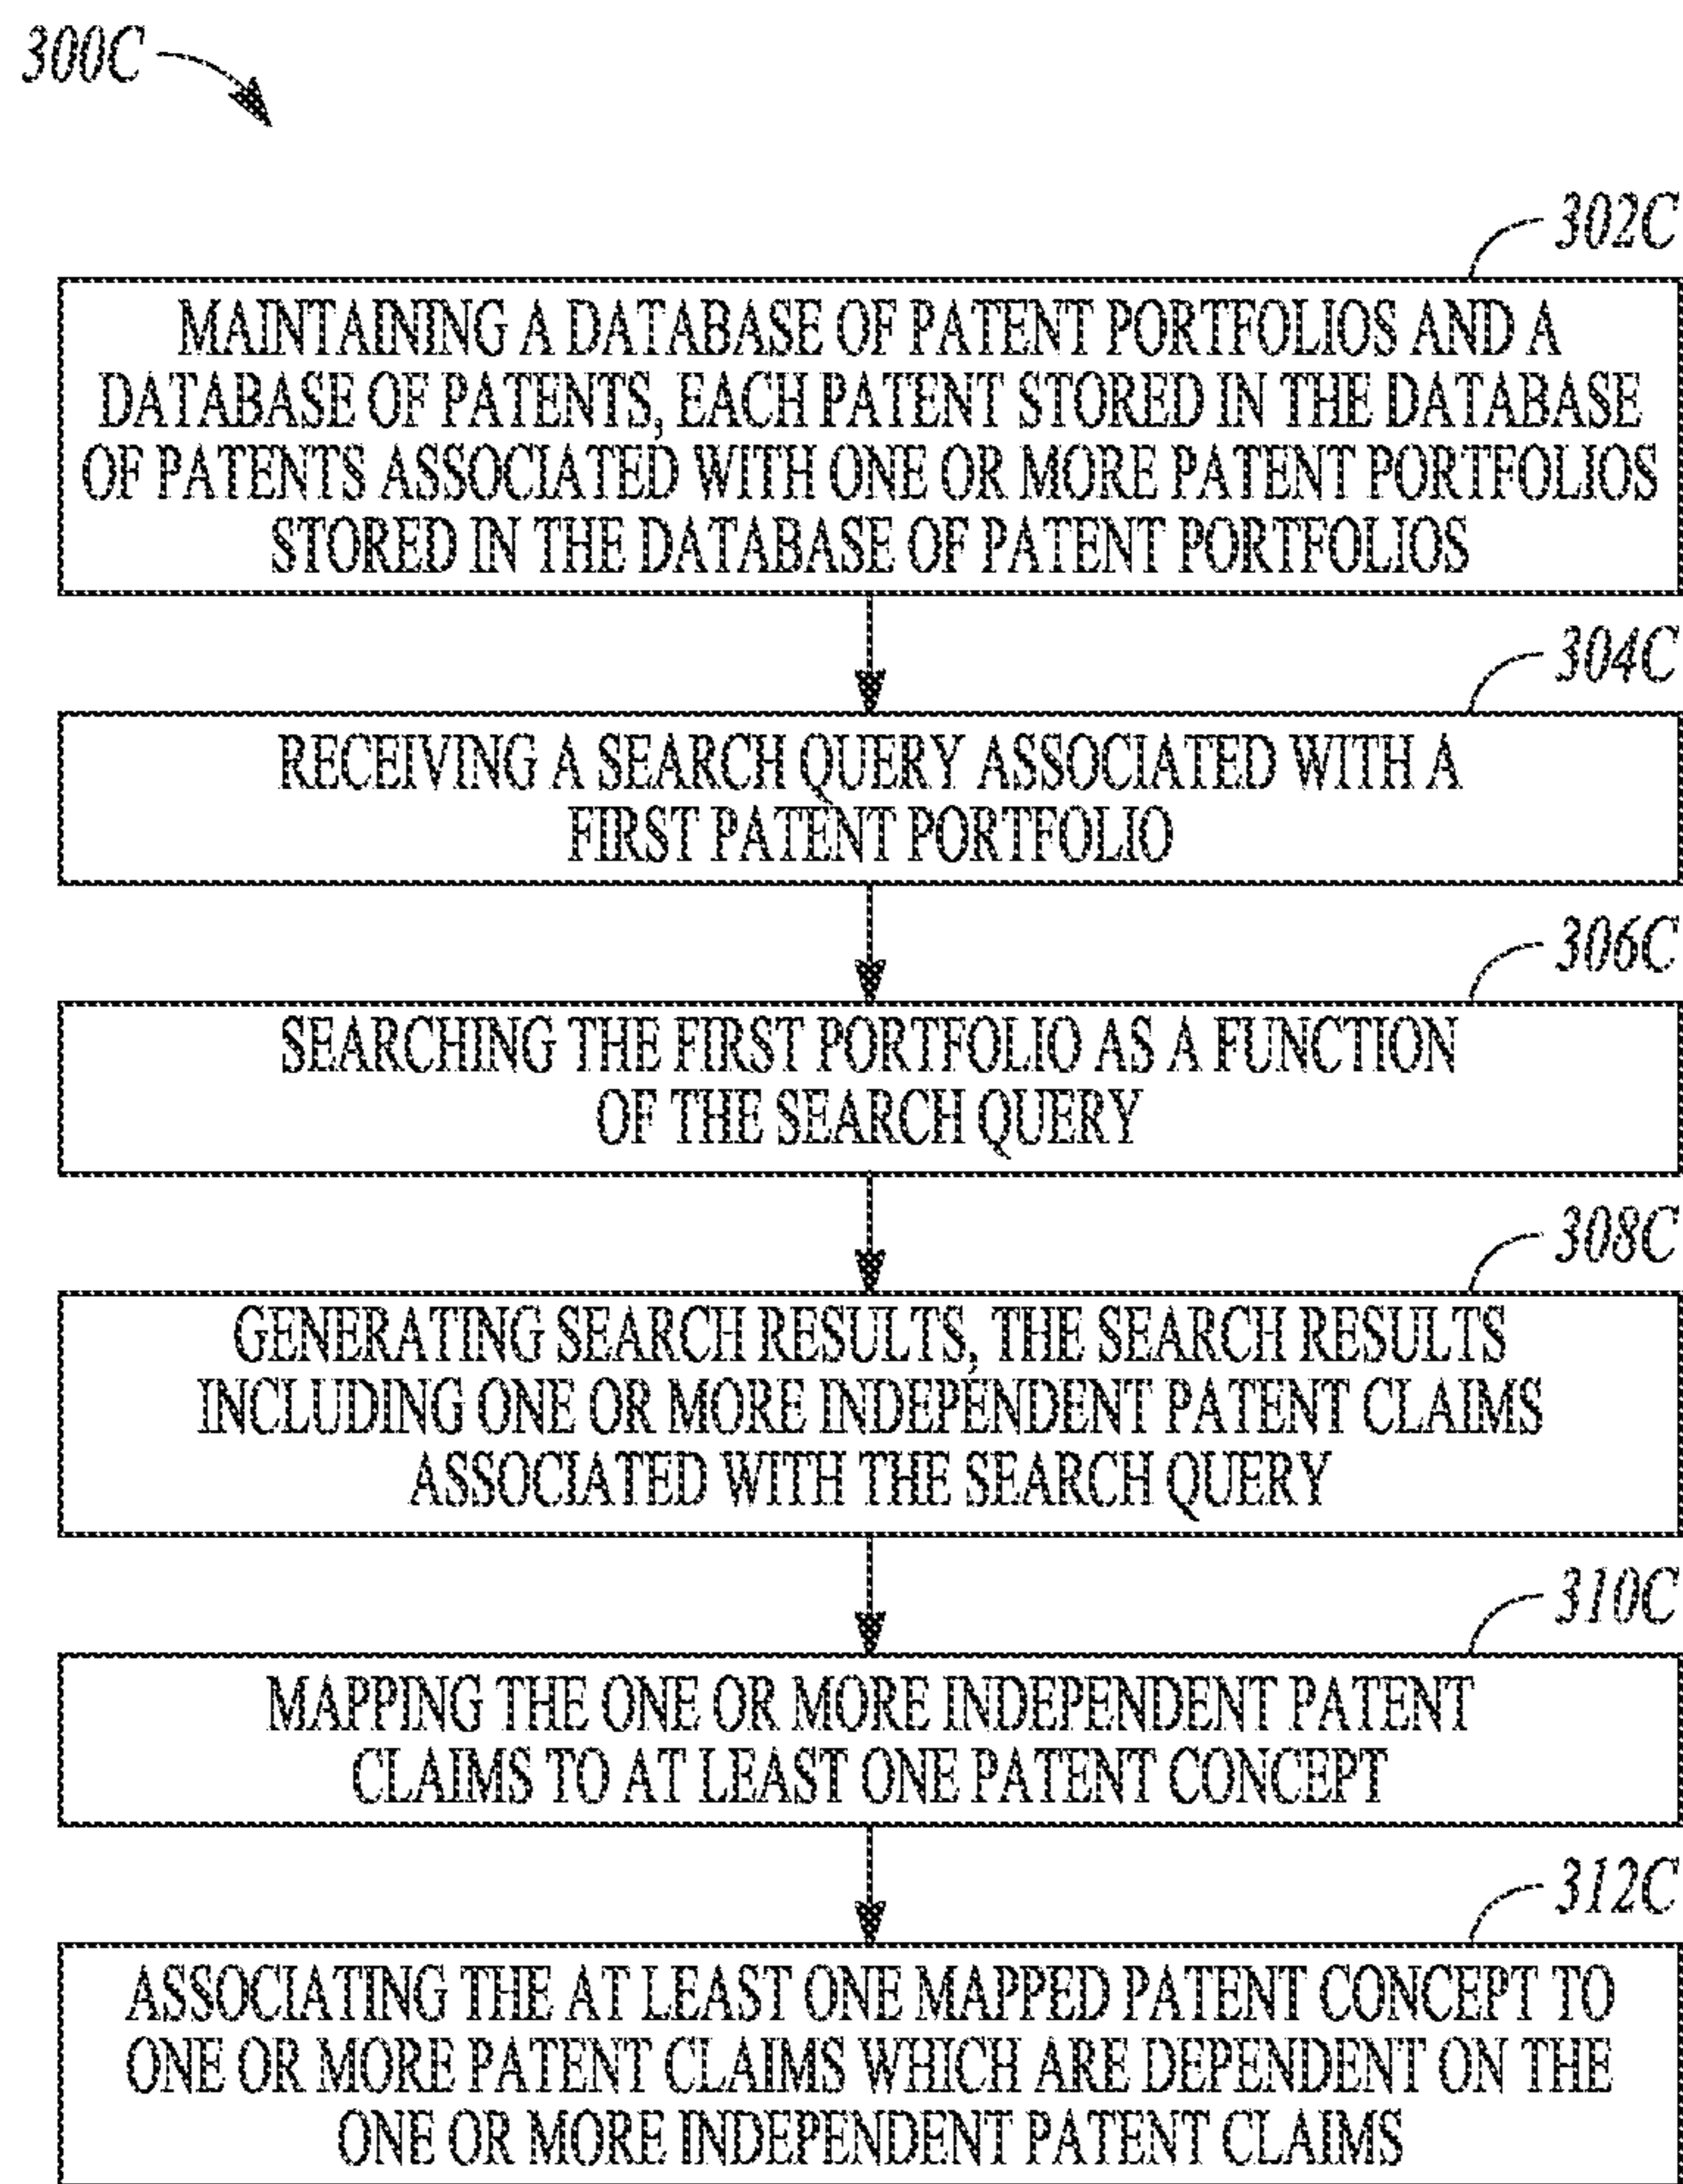 300C
302C
MAINTAINING A DATABASE OF PATENT PORTFOLIOS AND A
DATABASE OF PATENTS, EACH PATENT STORED IN THE DATABASE
OF PATENTS ASSOCIATED WITH ONE OR MORE PATENT PORTFOLIOS
STORED IN THE DATABASE OF PATENT PORTFOLIOS
304C
RECEIVING A SEARCH QUERY ASSOCIATED WITH A
FIRST PATENT PORTFOLIO
306C
SEARCHING THE FIRST PORTFOLIO AS A FUNCTION
OF THE SEARCH QUERY
308C
GENERATING SEARCH RESULTS, THE SEARCH RESULTS
INCLUDING ONE OR MORE INDEPENDENT PATENT CLAIMS
ASSOCIATED WITH THE SEARCH QUERY
310C
MAPPING THE ONE OR MORE INDEPENDENT PATENT
CLAIMS TO AT LEAST ONE PATENT CONCEPT
312C
ASSOCIATING THE AT LEAST ONE MAPPED PATENT CONCEPT TO
ONE OR MORE PATENT CLAIMS WHICH ARE DEPENDENT ON THE
ONE OR MORE INDEPENDENT PATENT CLAIMS